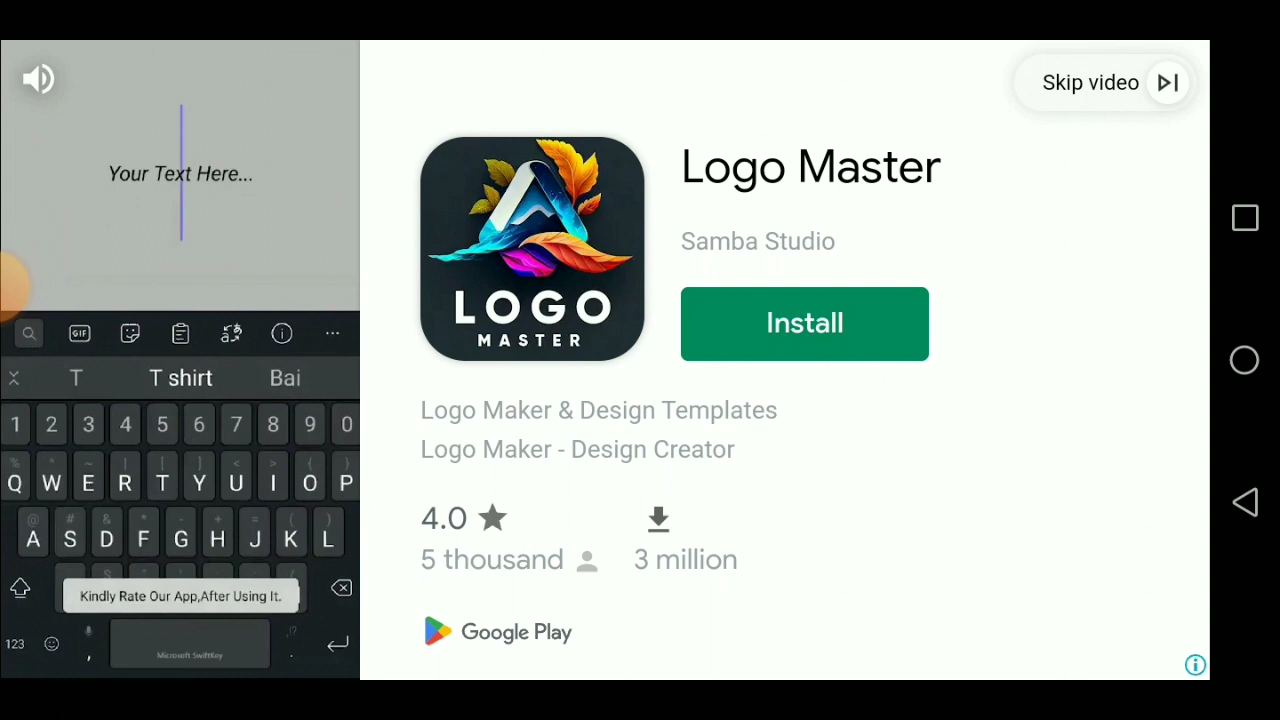 Your Text Here...
T
T shirt
Bai
1 2 3 4 5 6 7 8 9 0
Q W E R T Y U I O P
A S D F G H J K L
Kindly Rate Our App,After Using It.
123
Microsoft SwiftKey
Skip video
LOGO
MASTER
Logo Master
Samba Studio
Install
Logo Maker & Design Templates
Logo Maker - Design Creator
4.0
5 thousand
3 million
Google Play